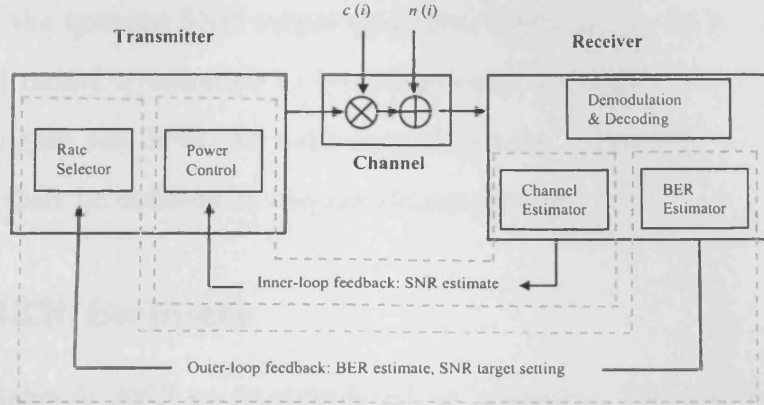 c (i) n (i)
Transmitter
Receiver
Demodulation
& Decoding
Rate
Selector
Power
Control
Channel
Channel
Estimator
BER
Estimator
Inner-loop feedback: SNR estimate
Outer-loop feedback: BER estimate, SNR target setting